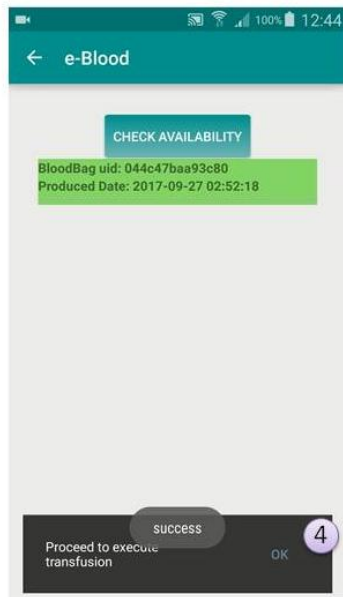 100% 12:44
← e-Blood
CHECK AVAILABILITY
BloodBag uid: 044c47baa93c80
Produced Date: 2017-09-27 02:52:18
success
Proceed to execute
transfusion
OK
4